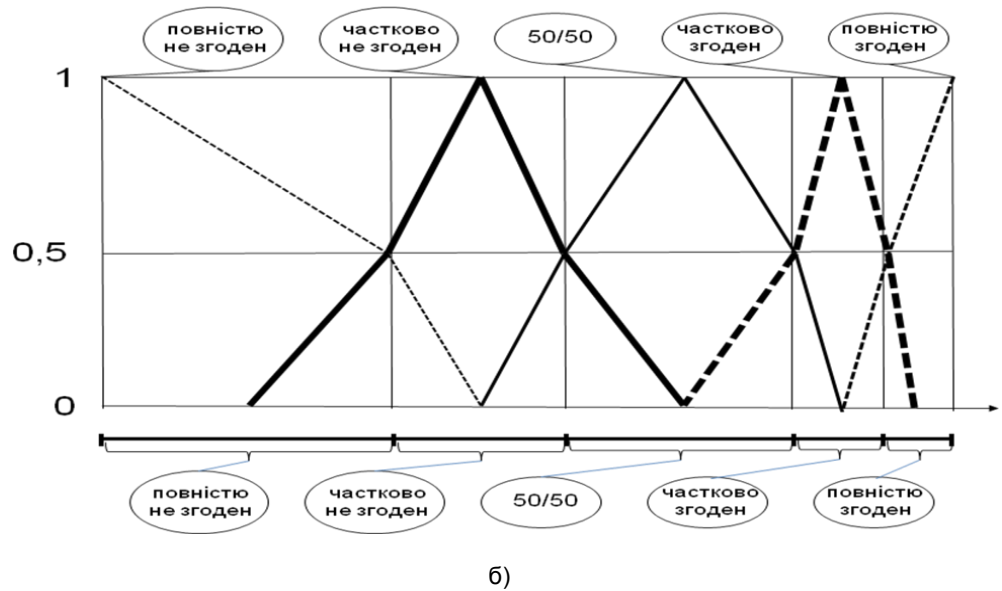 повністю
не згоден
частково
не згоден
50/50
частково
згоден
повністю
згоден
1
0,5
0
повністю
не згоден
частково
не згоден
50/50
частково
згоден
повністю
згоден
б)